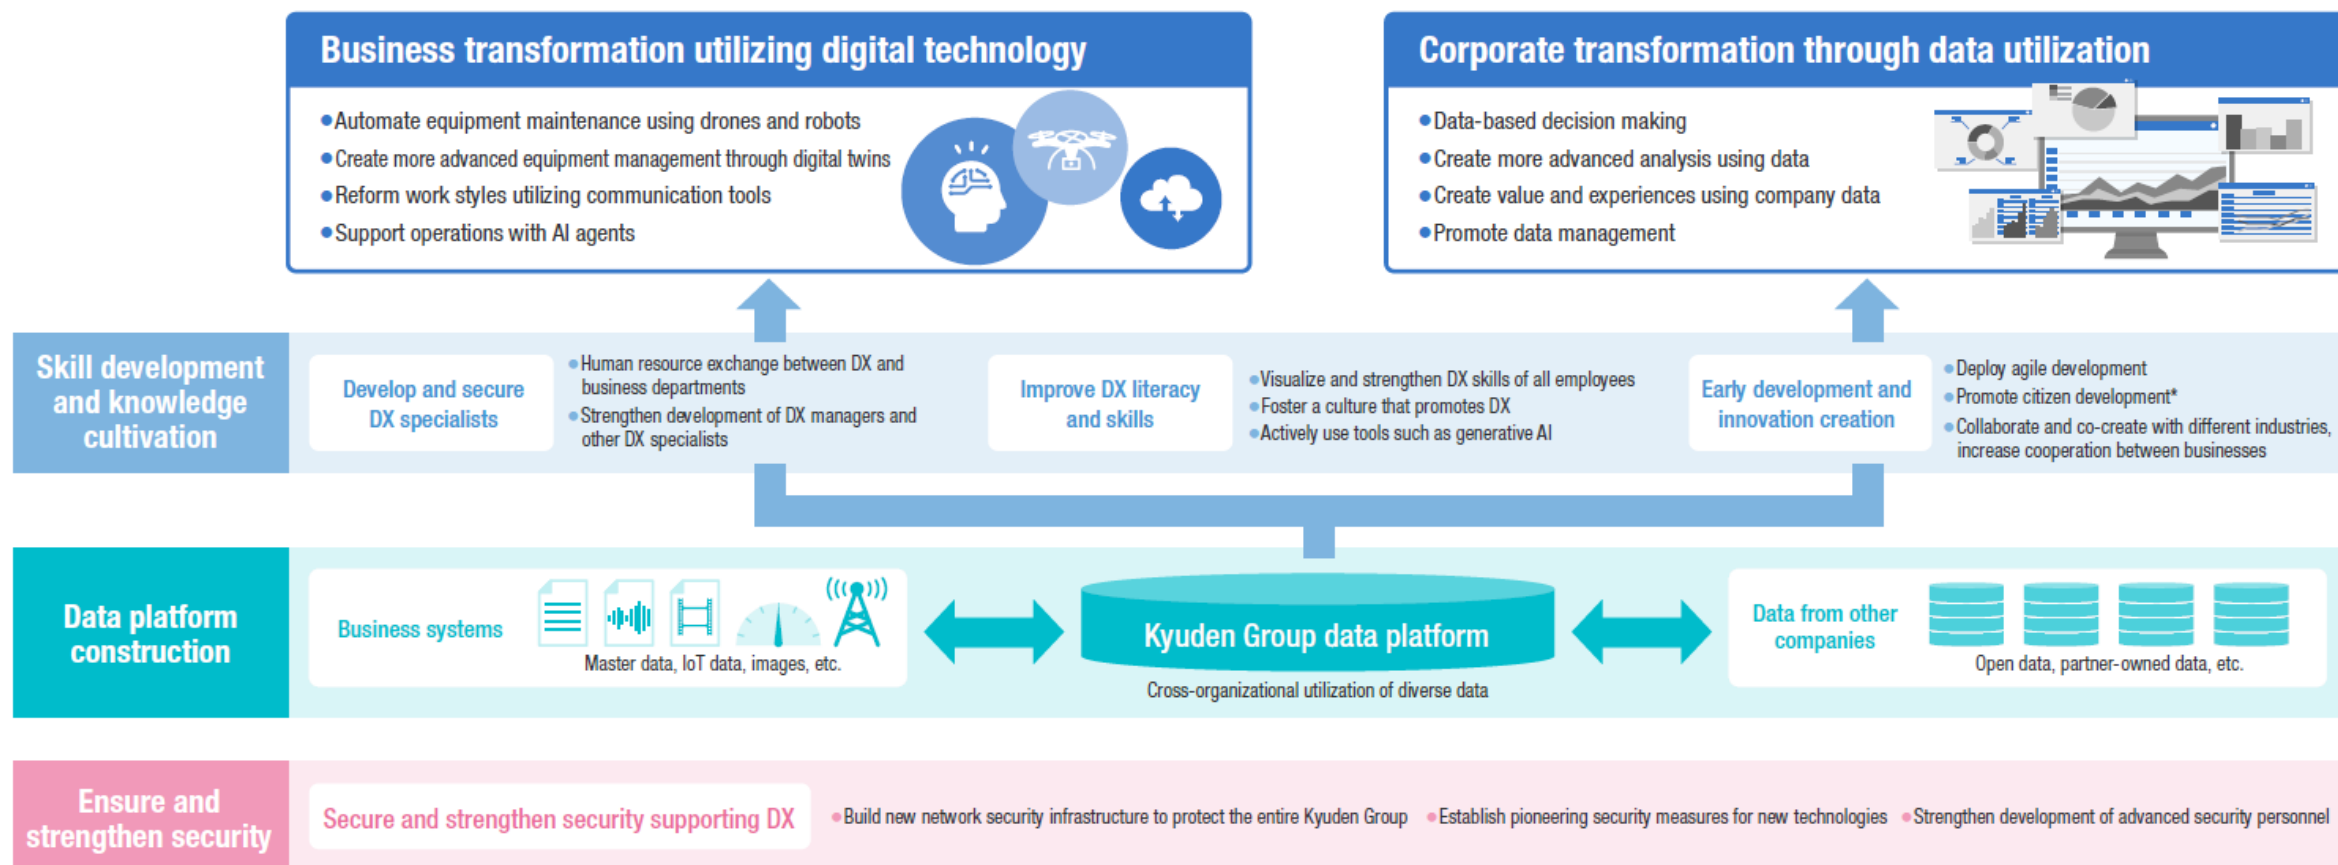 Business transformation utilizing digital technology
●Automate equipment maintenance using drones and robots
●Create more advanced equipment management through digital twins
●Reform work styles utilizing communication tools
●Support operations with AI agents
Corporate transformation through data utilization
●Data-based decision making
●Create more advanced analysis using data
●Create value and experiences using company data
●Promote data management
Skill development
and knowledge
cultivation
Develop and secure
DX specialists
●Human resource exchange between DX and
business departments
●Strengthen development of DX managers and
other DX specialists
Improve DX literacy
and skills
●Visualize and strengthen DX skills of all employees
●Foster a culture that promotes DX
●Actively use tools such as generative AI
Early development and
innovation creation
●Deploy agile development
●Promote citizen development*
●Collaborate and co-create with different industries,
increase cooperation between businesses
Data platform
construction
Business systems
Master data, IoT data, images, etc.
Kyuden Group data platform
Cross-organizational utilization of diverse data
Data from other
companies
Open data, partner-owned data, etc.
Ensure and
strengthen security
Secure and strengthen security supporting DX
●Build new network security infrastructure to protect the entire Kyuden Group ●Establish pioneering security measures for new technologies ●Strengthen development of advanced security personnel